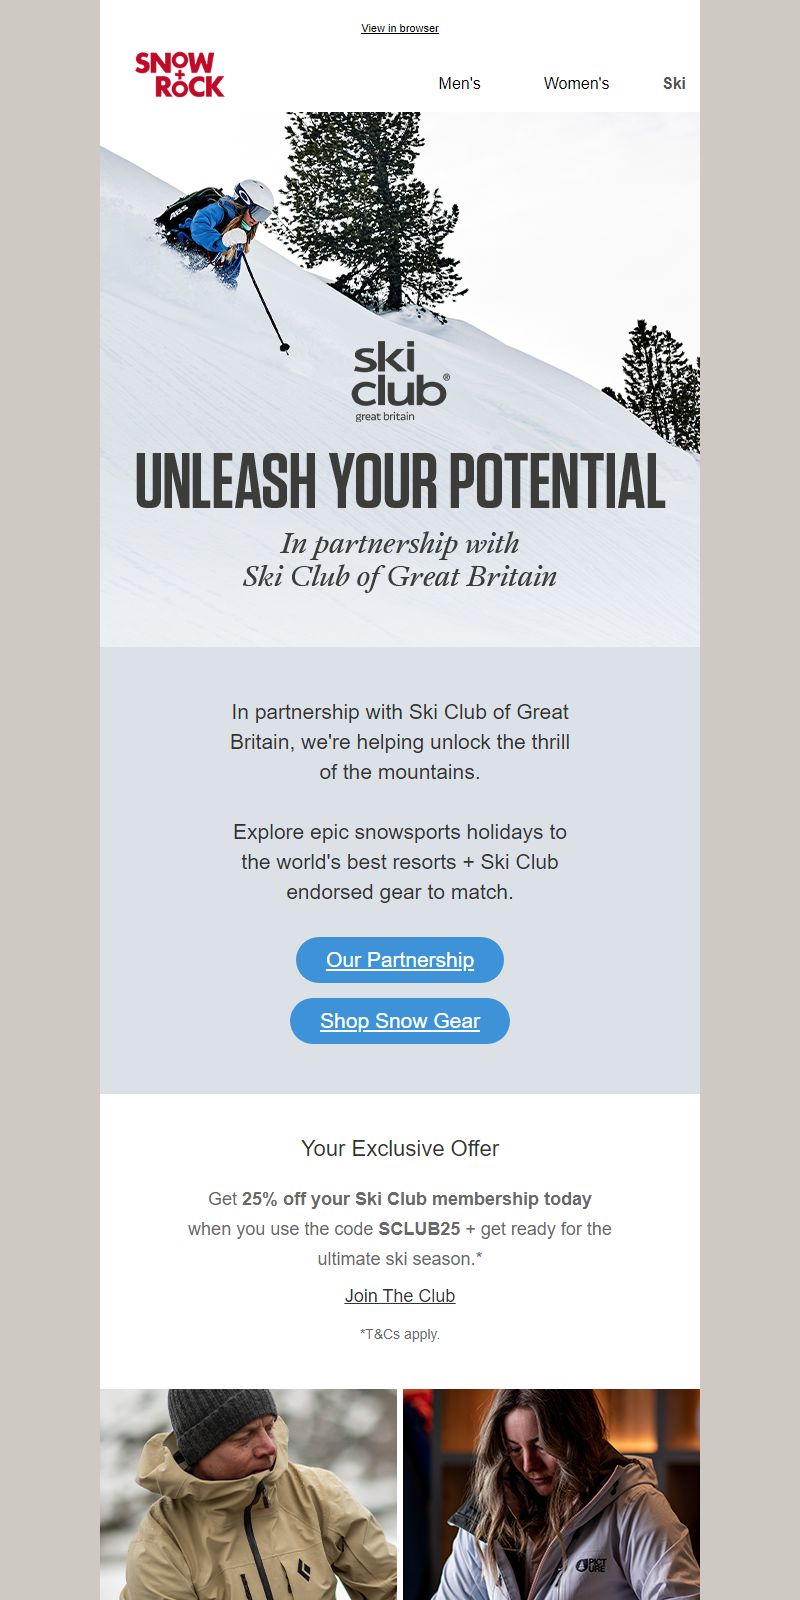 View in browser
SNOW
+
ROCK
Men's
Women's
Ski
ABS
ski
club®
great britain
UNLEASH YOUR POTENTIAL
In partnership with
Ski Club of Great Britain
In partnership with Ski Club of Great
Britain, we're helping unlock the thrill
of the mountains.
Explore epic snowsports holidays to
the world's best resorts + Ski Club
endorsed gear to match.
Our Partnership
Shop Snow Gear
Your Exclusive Offer
Get 25% off your Ski Club membership today
when you use the code SCLUB25 + get ready for the
ultimate ski season.*
Join The Club
*T&Cs apply.
PICT
URE